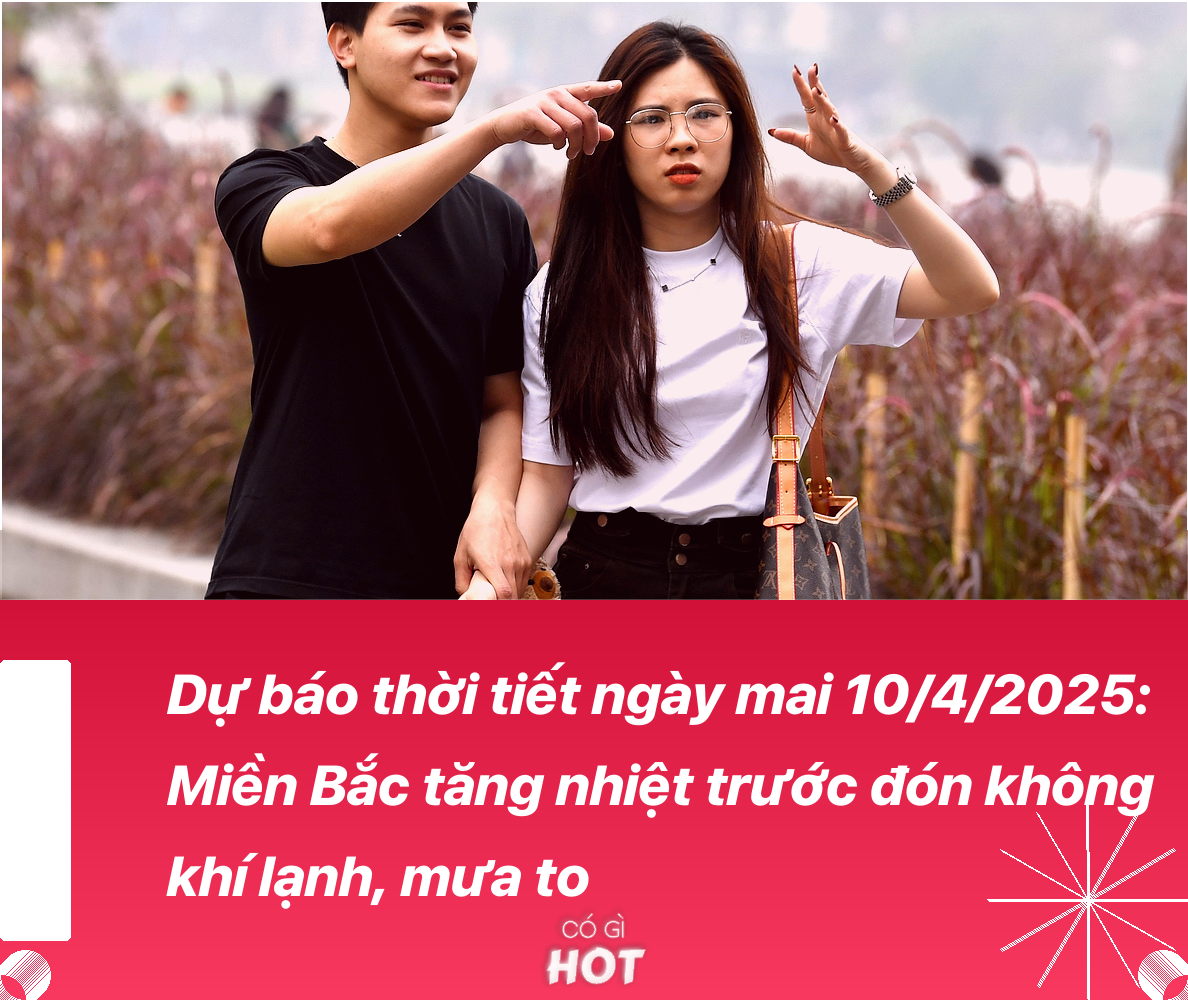 Dự báo thời tiết ngày mai 10/4/2025:
Miền Bắc tăng nhiệt trước đón không
khí lạnh, mưa to
CÓ GÌ
HOT